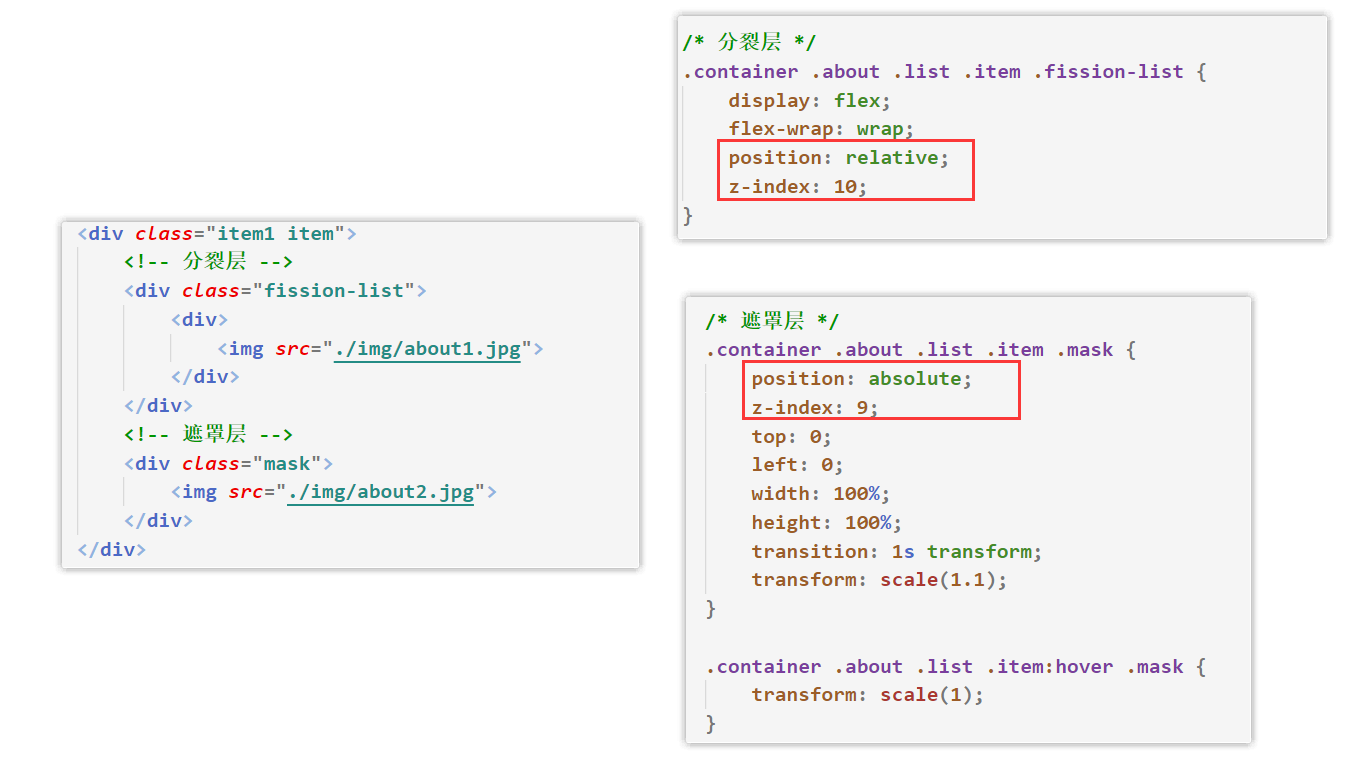 <div class="item1 item">
<!-- 分裂层 -->
<div class="fission-list">
<div>
<img src="./img/about1.jpg">
</div>
</div>
<!-- 遮罩层 -->
<div class="mask">
<img src="./img/about2.jpg">
</div>
</div>
/* 分裂层 */
.container .about .list .item .fission-list {
display: flex;
flex-wrap: wrap;
position: relative;
z-index: 10;
}
/* 遮罩层 */
.container .about .list .item .mask {
position: absolute;
z-index: 9;
top: 0;
left: 0;
width: 100%;
height: 100%;
transition: 1s transform;
transform: scale(1.1);
}
.container .about .list .item:hover .mask {
transform: scale(1);
}